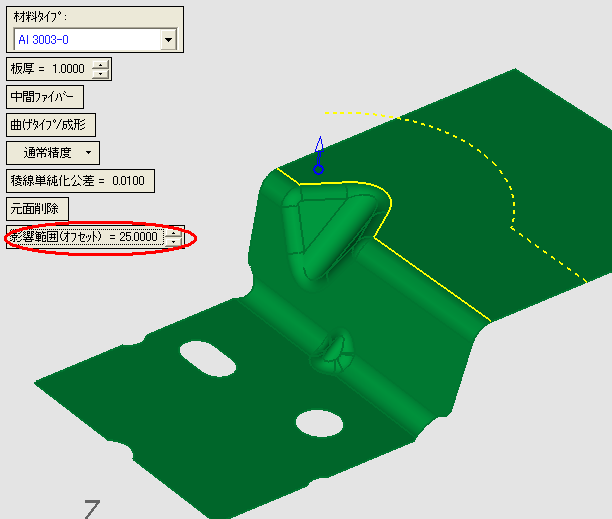 材料ﾀｲﾌﾟ:
Al 3003-0
板厚 = 1.0000
中間ﾌｧｲﾊﾞｰ
曲げﾀｲﾌﾟ/成形
通常精度
稜線単純化公差 = 0.0100
元面削除
影響範囲(ｵﾌｾｯﾄ) = 25.0000
Z